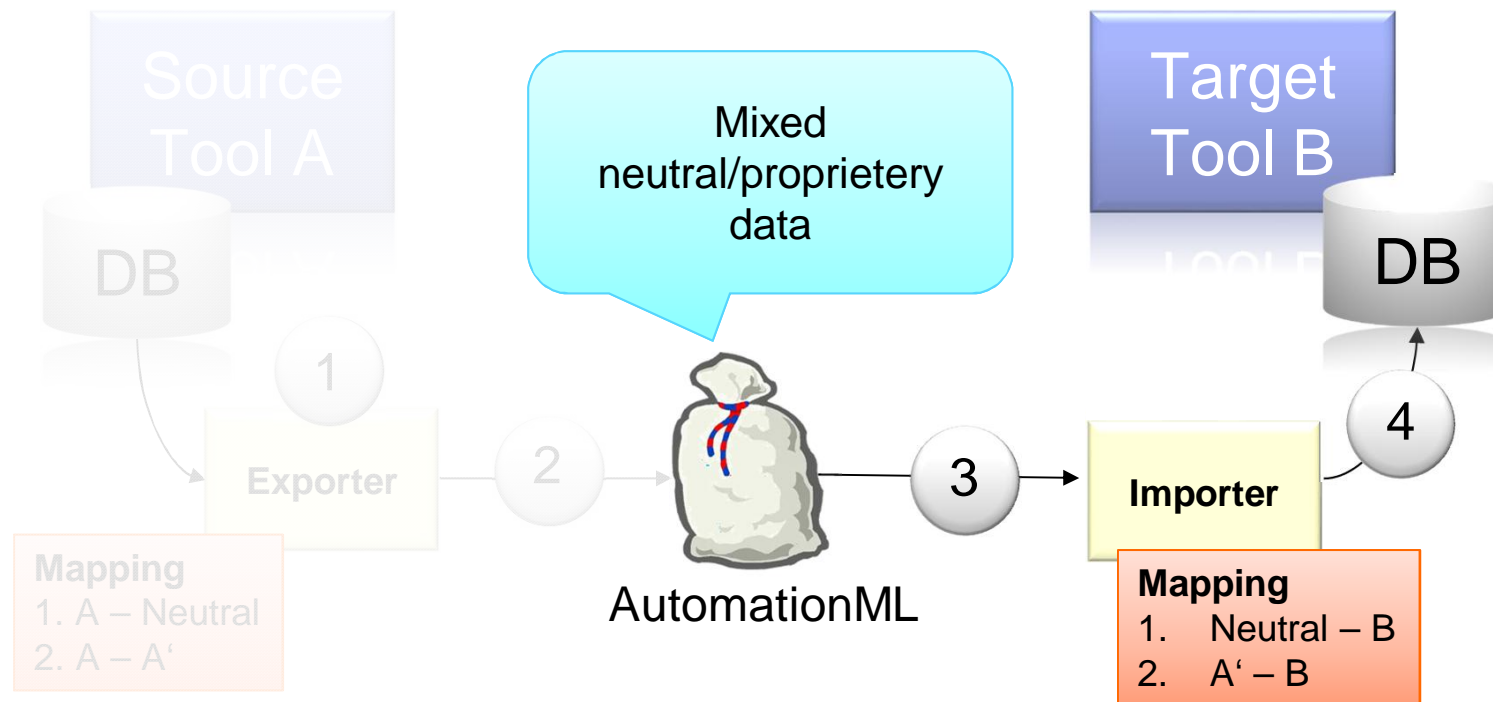 Source
Tool A
DB
1
Exporter
2
Mapping
1. A – Neutral
2. A – A‘
Mixed
neutral/proprietery
data
AutomationML
3
Target
Tool B
DB
4
Importer
Mapping
1. Neutral – B
2. A‘ – B